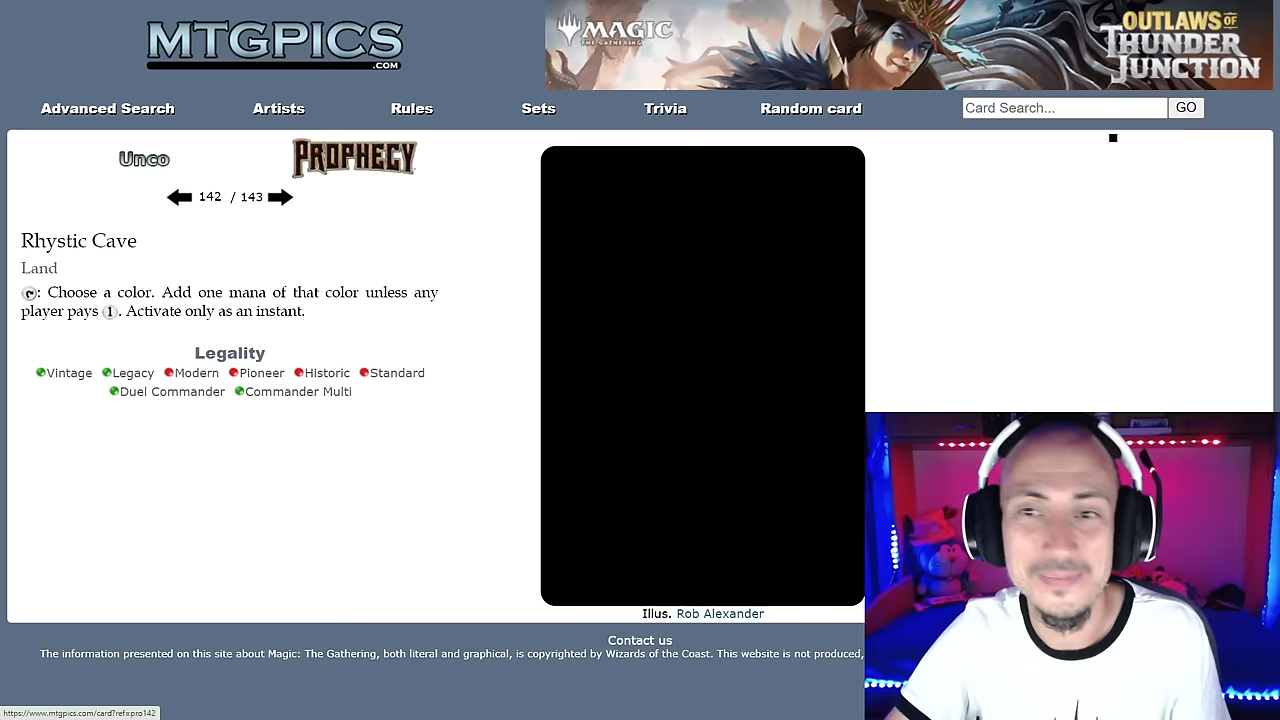 MTGPICS
.COM
MAGIC
THE GATHERING
OUTLAWS OF
THUNDER
JUNCTION
Advanced Search Artists Rules Sets Trivia Random card Card Search... GO
Unco PROPHECY
142 / 143
Rhystic Cave
Land
: Choose a color. Add one mana of that color unless any
player pays 1. Activate only as an instant.
Legality
Vintage Legacy Modern Pioneer Historic Standard
Duel Commander Commander Multi
Illus. Rob Alexander
Contact us
The information presented on this site about Magic: The Gathering, both literal and graphical, is copyrighted by Wizards of the Coast. This website is not produced,
https://www.mtgpics.com/card?ref=pro142